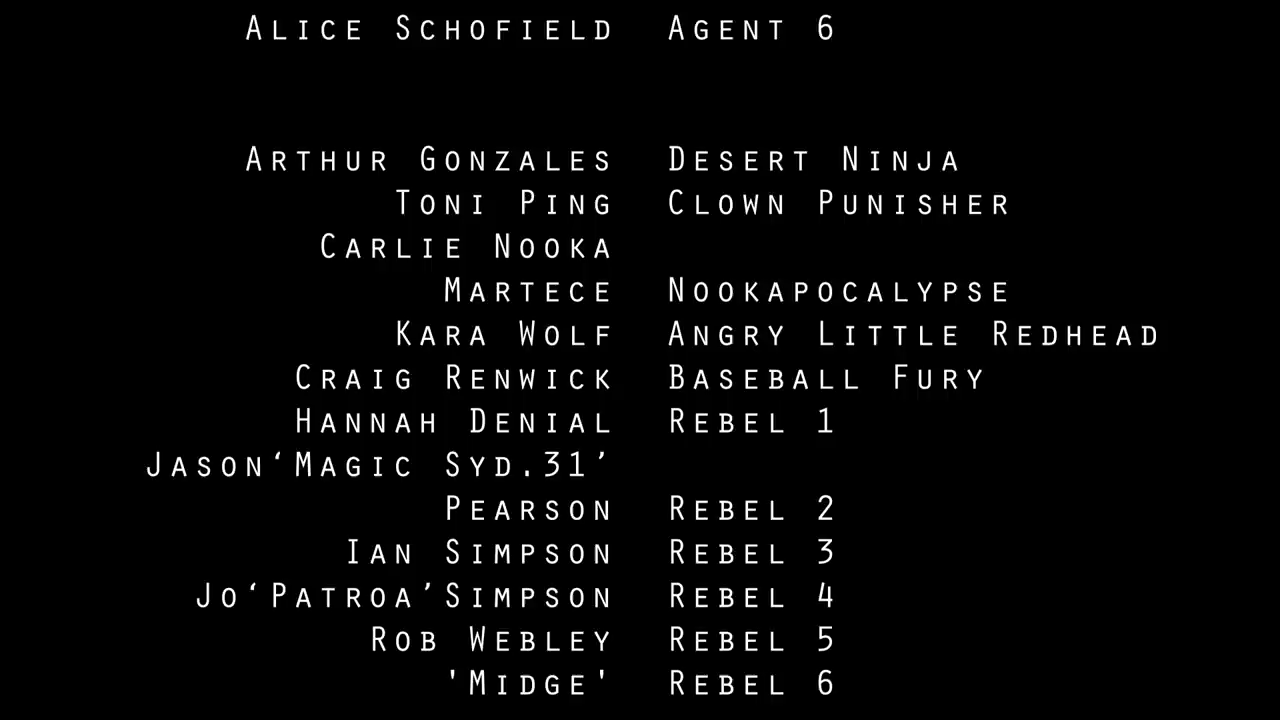 Alice Schofield Agent 6
Arthur Gonzales Desert Ninja
Toni Ping Clown Punisher
Carlie Nooka
Martece Nookapocalypse
Kara Wolf Angry Little Redhead
Craig Renwick Baseball Fury
Hannah Denial Rebel 1
Jason‘Magic Syd.31’
Pearson Rebel 2
Ian Simpson Rebel 3
Jo‘Patroa’Simpson Rebel 4
Rob Webley Rebel 5
'Midge' Rebel 6